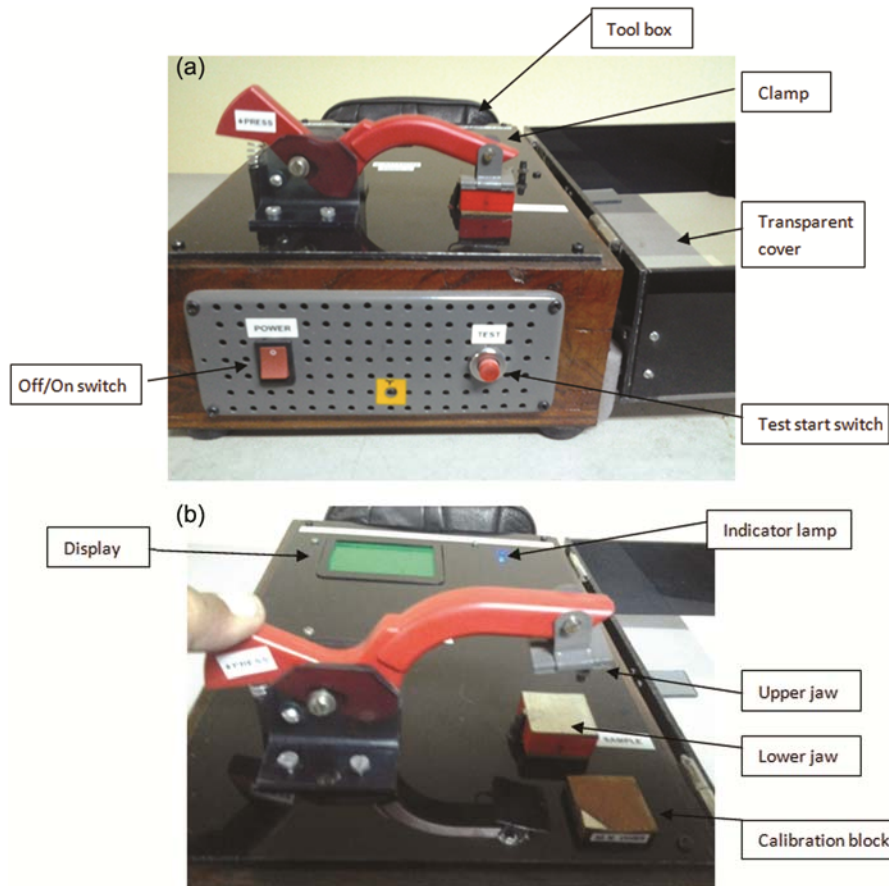 Tool box
(a)
Clamp
↓PRESS
Transparent
cover
POWER
TEST
Off/On switch
Test start switch
(b)
Display
Indicator lamp
↓PRESS
Upper jaw
SAMPLE
Lower jaw
Calibration block